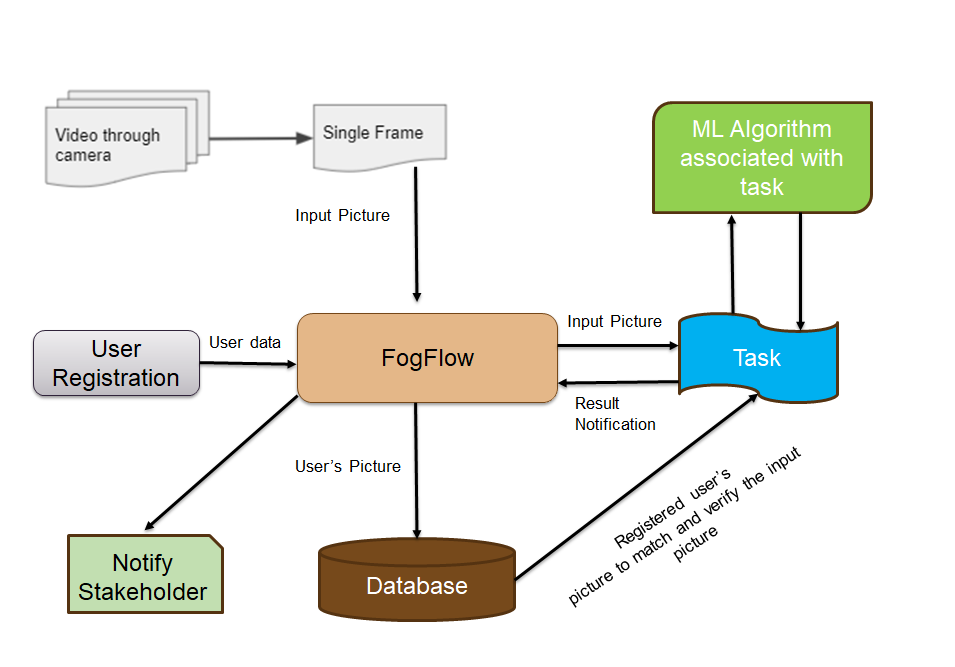 Video through
camera
Single Frame
ML Algorithm
associated with
task
Input Picture
User
Registration
User data
FogFlow
Input Picture
Task
Result
Notification
User's Picture
Registered user's
picture to match and verify the input
picture
Notify
Stakeholder
Database